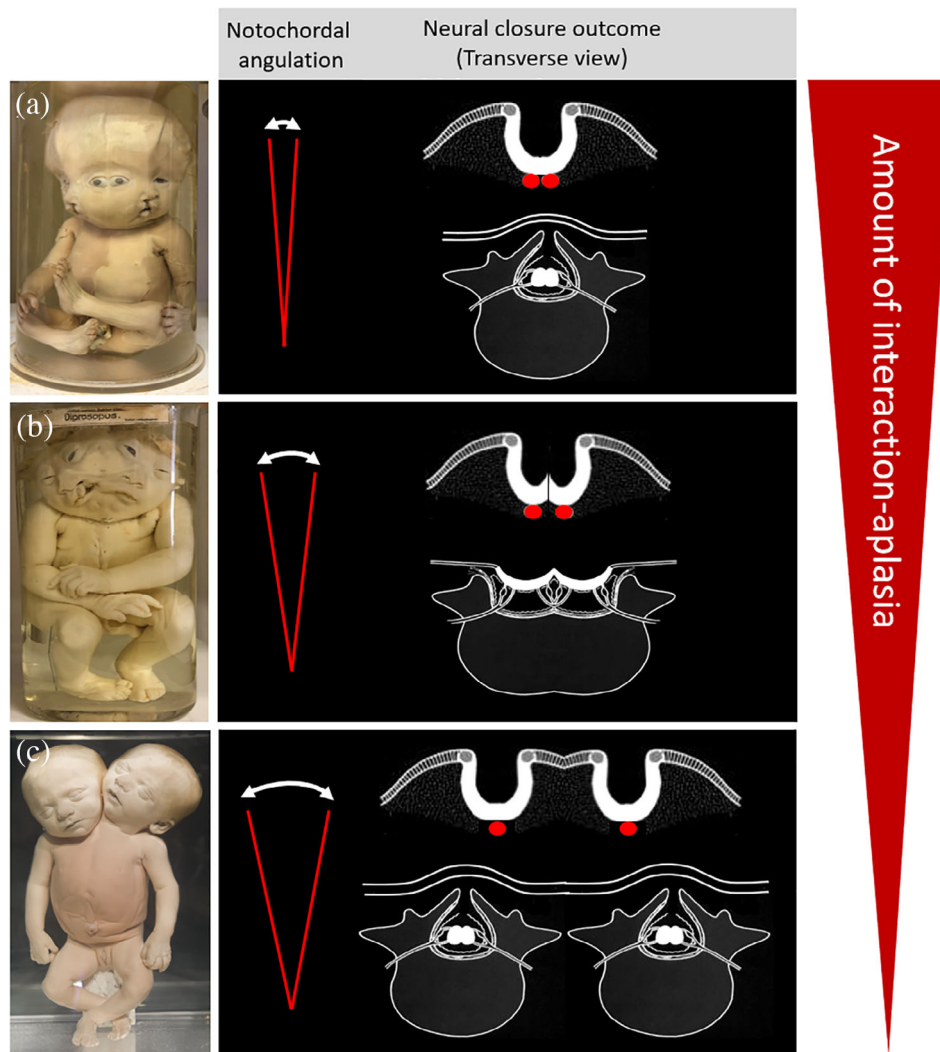 Notochordal
angulation
Neural closure outcome
(Transverse view)
(a)
(b)
Diprosopus.
(c)
Amount of interaction-aplasia